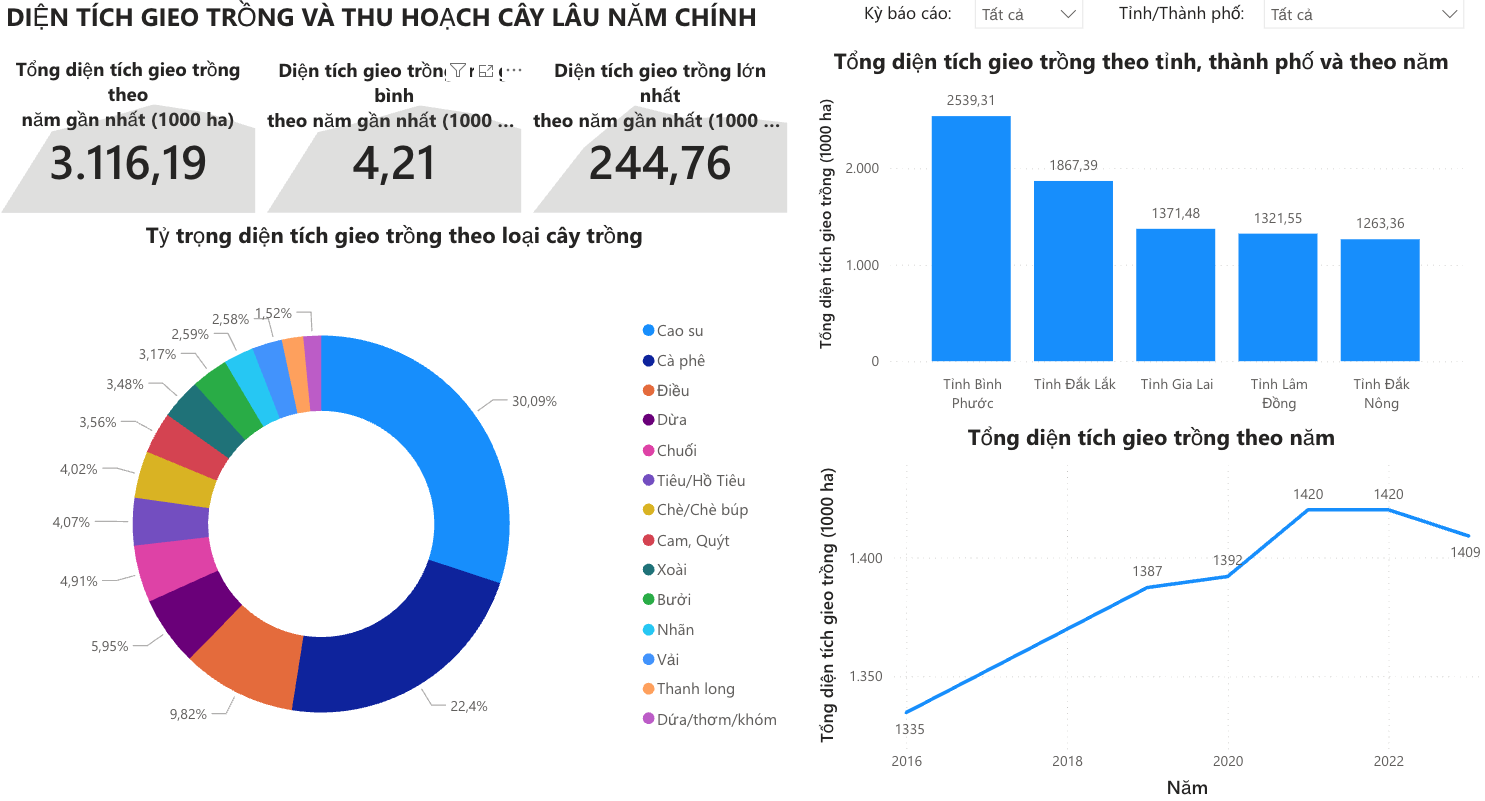 DIỆN TÍCH GIEO TRỒNG VÀ THU HOẠCH CÂY LÂU NĂM CHÍNH
Kỳ báo cáo:
Tất cả
Tỉnh/Thành phố:
Tất cả
Tổng diện tích gieo trồng
theo
năm gần nhất (1000 ha)
3.116,19
Diện tích gieo trồng
bình
theo năm gần nhất (1000 ...
4,21
Diện tích gieo trồng lớn
nhất
theo năm gần nhất (1000 ...
244,76
Tỷ trọng diện tích gieo trồng theo loại cây trồng
1,52%
2,58%
2,59%
3,17%
3,48%
3,56%
4,02%
4,07%
4,91%
5,95%
9,82%
22,4%
30,09%
Cao su
Cà phê
Điều
Dừa
Chuối
Tiêu/Hồ Tiêu
Chè/Chè búp
Cam, Quýt
Xoài
Bưởi
Nhãn
Vải
Thanh long
Dứa/thơm/khóm
Tổng diện tích gieo trồng theo tỉnh, thành phố và theo năm
Tổng diện tích gieo trồng (1000 ha)
2.000
1.000
0
2539,31
1867,39
1371,48
1321,55
1263,36
Tỉnh Bình
Phước
Tỉnh Đắk Lắk
Tỉnh Gia Lai
Tỉnh Lâm
Đồng
Tỉnh Đắk
Nông
Tổng diện tích gieo trồng theo năm
Tổng diện tích gieo trồng (1000 ha)
1.400
1.350
1335
1387
1392
1420
1420
1409
2016
2018
2020
2022
Năm